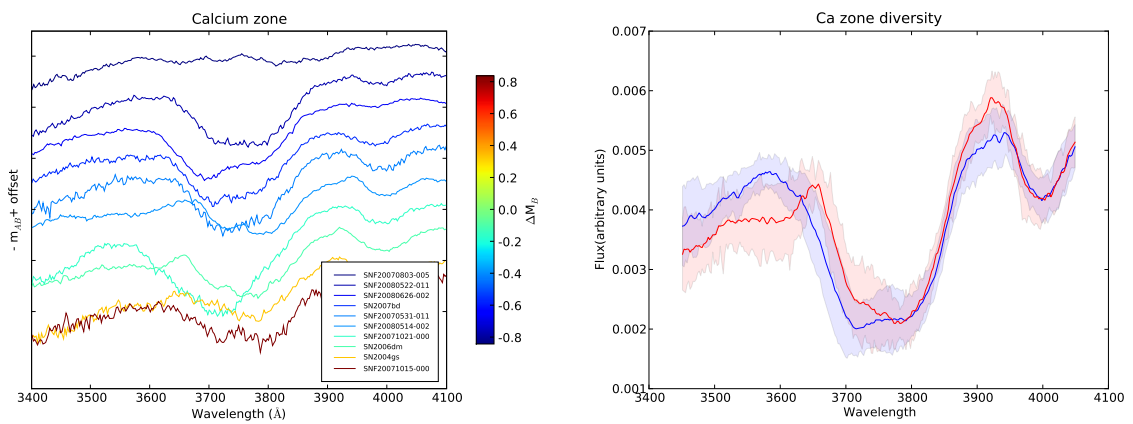 Calcium zone
- m_AB + offset
3400 3500 3600 3700 3800 3900 4000 4100
Wavelength (Å)
SNF20070803-005
SNF20080522-011
SNF20080626-002
SN2007bd
SNF20070531-011
SNF20080514-002
SNF20071021-000
SN2006dm
SN2004gs
SNF20071015-000
0.8
0.6
0.4
0.2
0.0
-0.2
-0.4
-0.6
-0.8
ΔM_B
Ca zone diversity
0.007
0.006
0.005
0.004
0.003
0.002
0.001
Flux(arbitrary units)
3400 3500 3600 3700 3800 3900 4000 4100
Wavelength